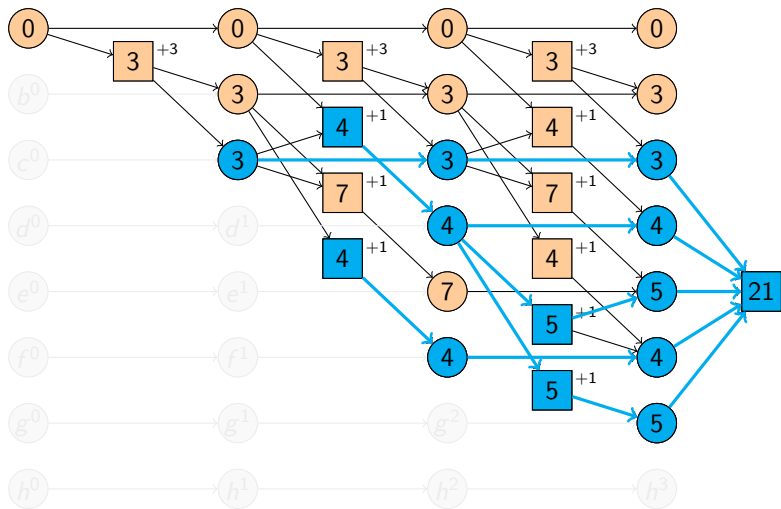 0 0 0 0
3 +3 3 +3 3 +3
b⁰ 3 3 3
4 +1 4 +1
c⁰ 3 3 3
7 +1 7 +1
d⁰ d¹ 4 4
4 +1 4 +1
e⁰ e¹ 7 5 21
5 +1
f⁰ f¹ 4 4
5 +1
g⁰ g¹ g² 5
h⁰ h¹ h² h³